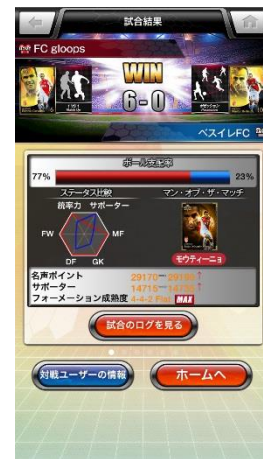 試合結果
FC gloops
WIN
6-0
ベスイレFC
ボール支配率
77% 23%
ステータス比較 マン・オブ・ザ・マッチ
統率力 サポーター
FW MF
DF GK
モウティーニョ
名声ポイント 29170
サポーター 14715
フォーメーション成熟度 4-4-2 Flat MAX
試合のログを見る
対戦ユーザーの情報 ホームへ